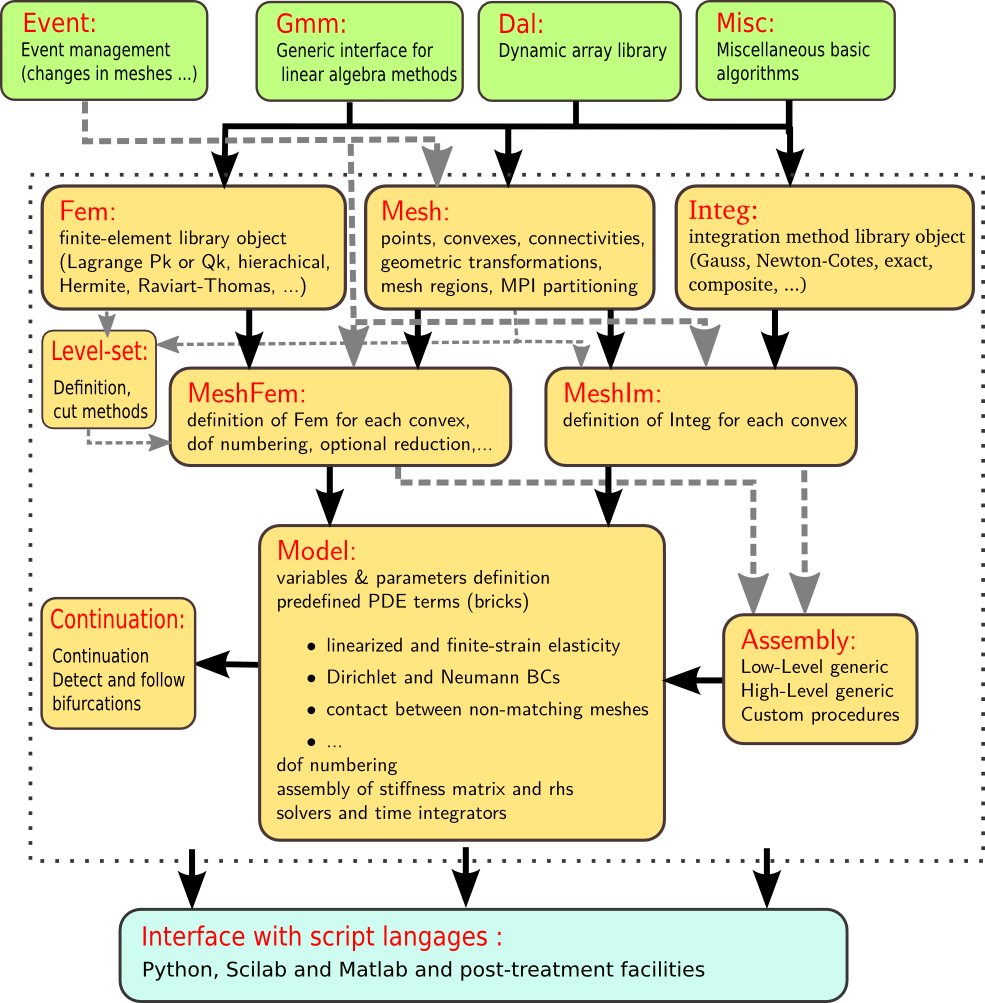 Event:
Event management
(changes in meshes ...)
Gmm:
Generic interface for
linear algebra methods
Dal:
Dynamic array library
Misc:
Miscellaneous basic
algorithms
Fem:
finite-element library object
(Lagrange Pk or Qk, hierachical,
Hermite, Raviart-Thomas, ...)
Mesh:
points, convexes, connectivities,
geometric transformations,
mesh regions, MPI partitioning
Integ:
integration method library object
(Gauss, Newton-Cotes, exact,
composite, ...)
Level-set:
Definition,
cut methods
MeshFem:
definition of Fem for each convex,
dof numbering, optional reduction,...
MeshIm:
definition of Integ for each convex
Model:
variables & parameters definition
predefined PDE terms (bricks)
• linearized and finite-strain elasticity
• Dirichlet and Neumann BCs
• contact between non-matching meshes
• ...
dof numbering
assembly of stiffness matrix and rhs
solvers and time integrators
Continuation:
Continuation
Detect and follow
bifurcations
Assembly:
Low-Level generic
High-Level generic
Custom procedures
Interface with script langages :
Python, Scilab and Matlab and post-treatment facilities